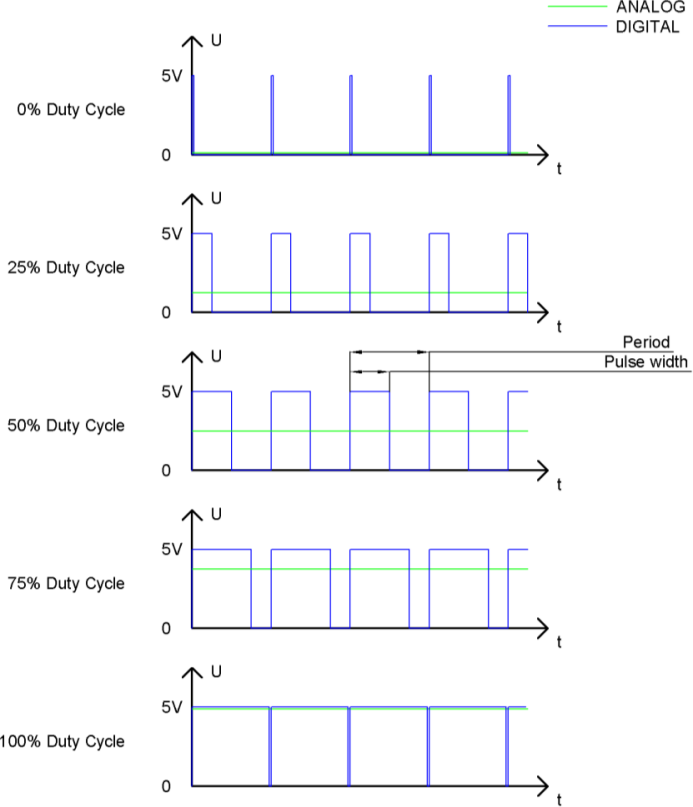 ANALOG
DIGITAL
U
5V
0% Duty Cycle
0
t
U
5V
25% Duty Cycle
0
t
Period
U
Pulse width
5V
50% Duty Cycle
0
t
U
5V
75% Duty Cycle
0
t
U
5V
100% Duty Cycle
0
t